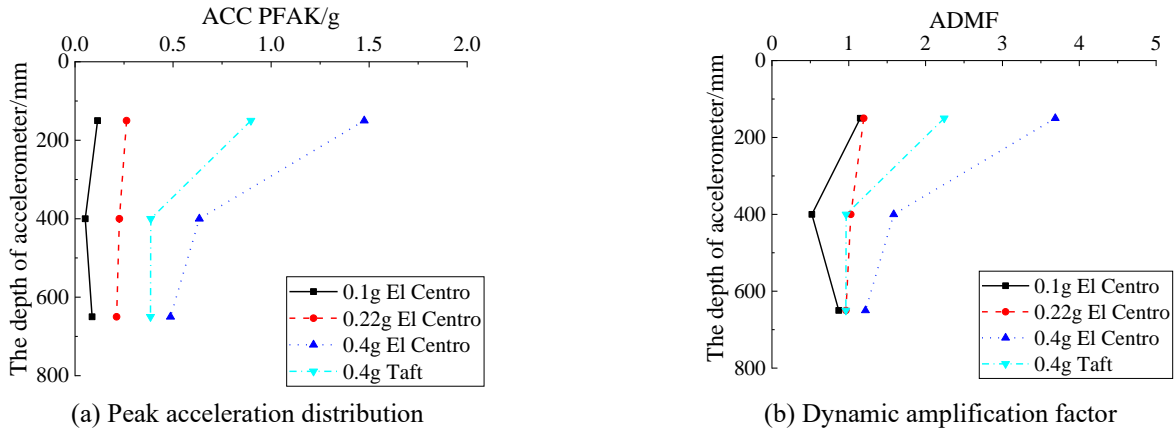 ACC PFAK/g
0.0 0.5 1.0 1.5 2.0
0
200
400
600
800
The depth of accelerometer/mm
0.1g El Centro
0.22g El Centro
0.4g El Centro
0.4g Taft
(a) Peak acceleration distribution
ADMF
0 1 2 3 4 5
0
200
400
600
800
The depth of accelerometer/mm
0.1g El Centro
0.22g El Centro
0.4g El Centro
0.4g Taft
(b) Dynamic amplification factor